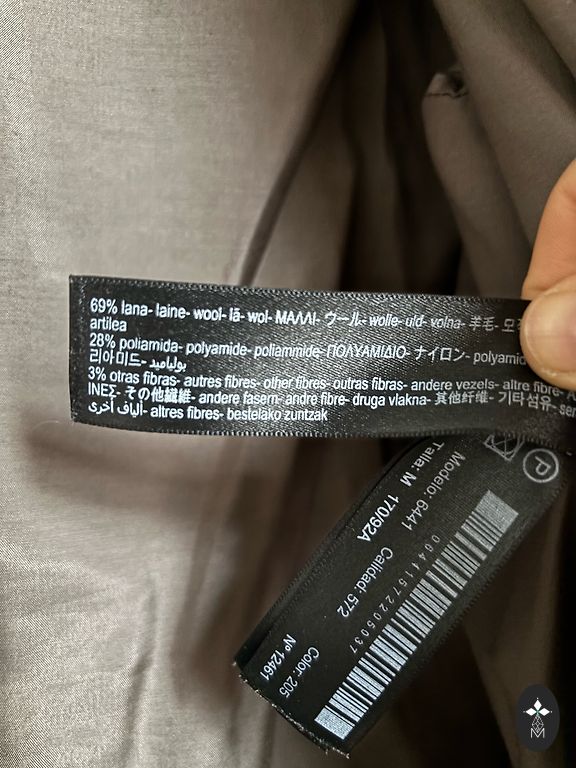 69% lana- laine- wool- lã- wol- ΜΑΛΛΙ- ウール- wolle- uld- volna- 羊毛- 모
artilea
28% poliamida- polyamide- poliammide- ΠΟΛΥΑΜΙΔΙΟ- ナイロン- polyamid
리아미드- بولياميد
3% otras fibras- autres fibres- other fibres- outras fibras- andere vezels- altre fibre-
ΙΝΕΣ- その他繊維- andere fasern- andre fibre- druga vlakna- 其他纤维- 기타섬유-
ألياف أخرى- altres fibres- bestelako zuntzak
P
Modelo: 6441
Talla: M 170/92A
Calidad: 572
06441572205037
Color: 205
Nº 12461
M